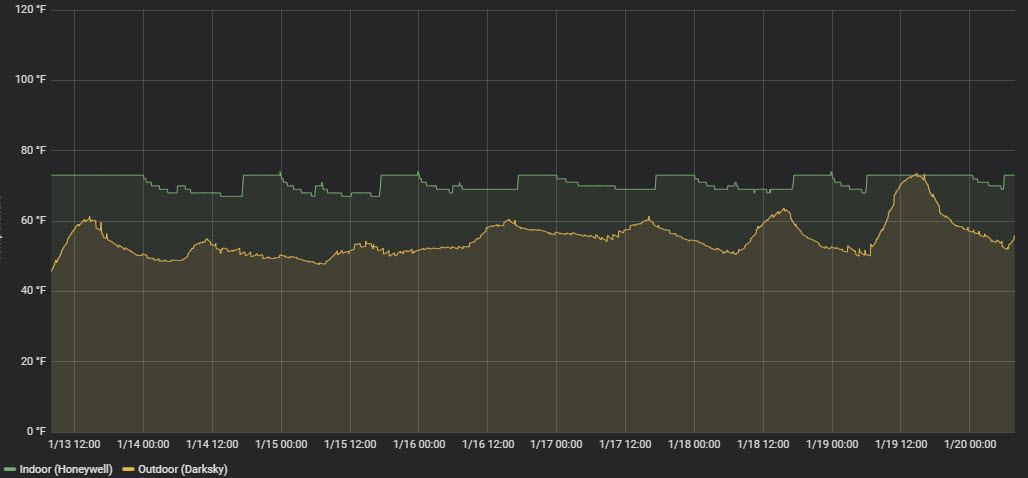 120 °F
100 °F
80 °F
60 °F
40 °F
20 °F
0 °F
1/13 12:00 1/14 00:00 1/14 12:00 1/15 00:00 1/15 12:00 1/16 00:00 1/16 12:00 1/17 00:00 1/17 12:00 1/18 00:00 1/18 12:00 1/19 00:00 1/19 12:00 1/20 00:00
Indoor (Honeywell) Outdoor (Darksky)